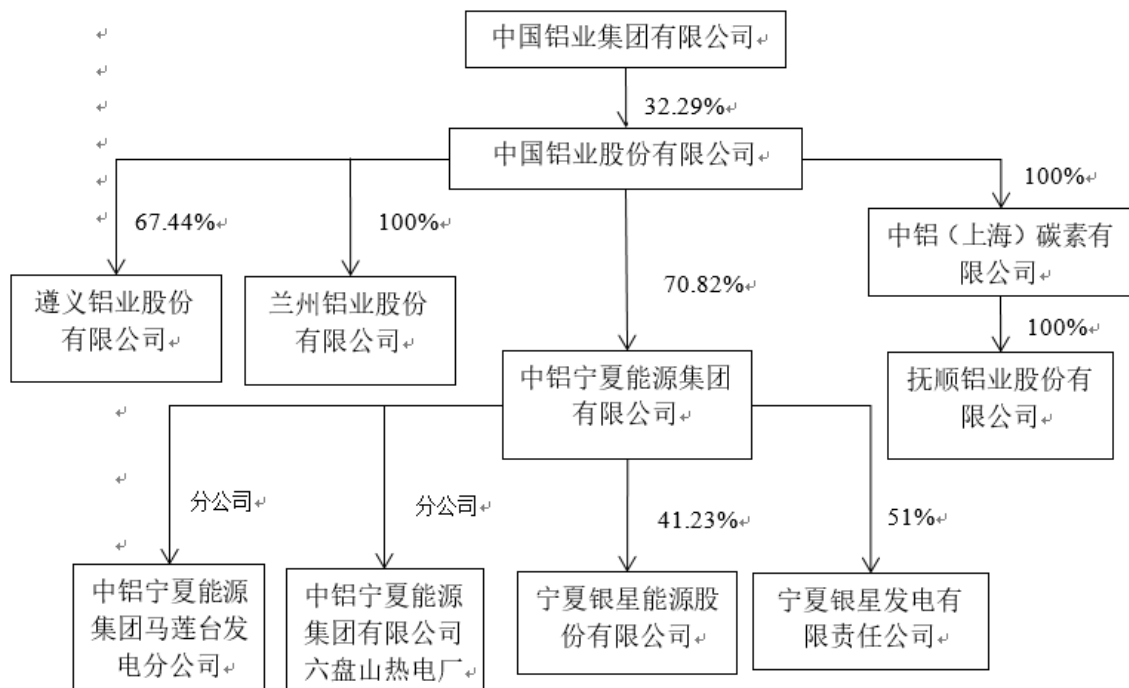 中国铝业集团有限公司
32.29%
中国铝业股份有限公司
67.44%
100%
70.82%
100%
遵义铝业股份
有限公司
兰州铝业股份
有限公司
中铝（上海）碳素有
限公司
100%
中铝宁夏能源集团
有限公司
抚顺铝业股份有
限公司
分公司
分公司
41.23%
51%
中铝宁夏能源
集团马莲台发
电分公司
中铝宁夏能源
集团有限公司
六盘山热电厂
宁夏银星能源股
份有限公司
宁夏银星发电有
限责任公司